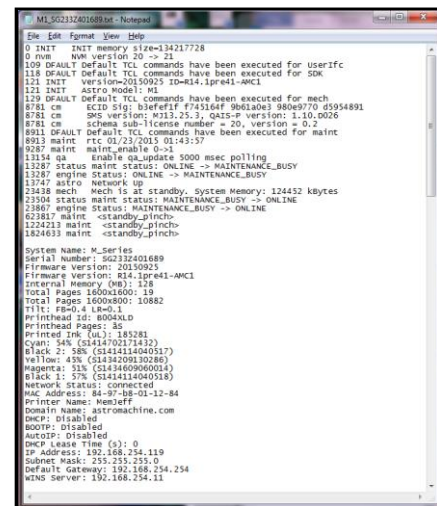 M1_SG233Z401689.txt - Notepad
File Edit Format View Help
0 INIT INIT memory size=134217728
0 nvm NVM version 20 -> 21
109 DFAULT Default TCL commands have been executed for UserIfc
118 DFAULT Default TCL commands have been executed for SDK
121 INIT Version=20150925 ID=R14.1pre41-AMC1
121 INIT Astro Model: M1
129 DFAULT Default TCL commands have been executed for mech
8781 cm ECID Sig: b3efef1f f745164f 9b61a0e3 980e9770 d5954891
8781 cm SMS version: MJ13.25.3, QAIS-P version: 1.10.D026
8781 cm schema sub-license number = 20, version = 0.2
8911 DFAULT Default TCL commands have been executed for maint
8913 maint rtc 01/23/2015 01:43:57
9287 maint maint_enable 0->1
13154 qa Enable qa_update 5000 msec polling
13287 status maint status: ONLINE -> MAINTENANCE_BUSY
13287 engine Status: ONLINE -> MAINTENANCE_BUSY
13747 astro Network Up
23438 mech Mech is at standby. System Memory: 124452 kBytes
23504 status maint status: MAINTENANCE_BUSY -> ONLINE
23867 engine Status: MAINTENANCE_BUSY -> ONLINE
623817 maint <standby_pinch>
1224213 maint <standby_pinch>
1824633 maint <standby_pinch>
System Name: M_Series
Serial Number: SG233Z401689
Firmware Version: 20150925
Firmware Version: R14.1pre41-AMC1
Internal Memory (MB): 128
Total Pages 1600x1600: 19
Total Pages 1600x800: 10882
Tilt: FB=0.4 LR=0.1
Printhead Id: B004XLD
Printhead Pages: åS
Printed Ink (uL): 185281
Cyan: 54% (S1414702171432)
Black 2: 58% (S1414114040517)
Yellow: 45% (S1434209130286)
Magenta: 51% (S1434609060014)
Black 1: 57% (S1414114040518)
Network Status: connected
MAC Address: 84-97-b8-01-12-84
Printer Name: MemJeff
Domain Name: astromachine.com
DHCP: Disabled
BOOTP: Disabled
AutoIP: Disabled
DHCP Lease Time (s): 0
IP Address: 192.168.254.119
Subnet Mask: 255.255.255.0
Default Gateway: 192.168.254.254
WINS Server: 192.168.254.11